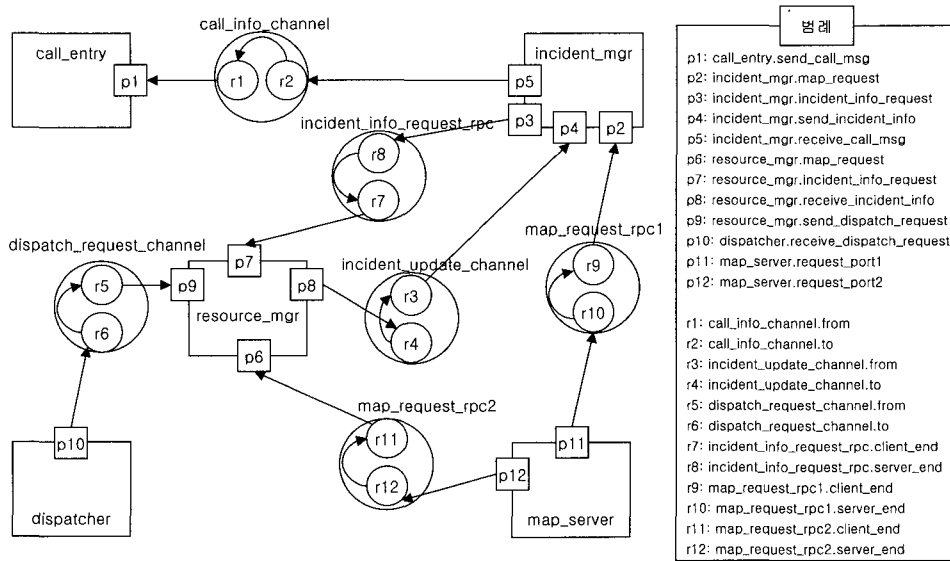 call_info_channel
call_entry
p1
r1
r2
incident_mgr
p5
p3
p4
p2
incident_info_request_rpc
r8
r7
dispatch_request_channel
r5
r6
p7
p9
p8
resource_mgr
p6
incident_update_channel
r3
r4
map_request_rpc1
r9
r10
map_request_rpc2
r11
r12
p10
dispatcher
p11
p12
map_server
범례
p1: call_entry.send_call_msg
p2: incident_mgr.map_request
p3: incident_mgr.incident_info_request
p4: incident_mgr.send_incident_info
p5: incident_mgr.receive_call_msg
p6: resource_mgr.map_request
p7: resource_mgr.incident_info_request
p8: resource_mgr.receive_incident_info
p9: resource_mgr.send_dispatch_request
p10: dispatcher.receive_dispatch_request
p11: map_server.request_port1
p12: map_server.request_port2
r1: call_info_channel.from
r2: call_info_channel.to
r3: incident_update_channel.from
r4: incident_update_channel.to
r5: dispatch_request_channel.from
r6: dispatch_request_channel.to
r7: incident_info_request_rpc.client_end
r8: incident_info_request_rpc.server_end
r9: map_request_rpc1.client_end
r10: map_request_rpc1.server_end
r11: map_request_rpc2.client_end
r12: map_request_rpc2.server_end